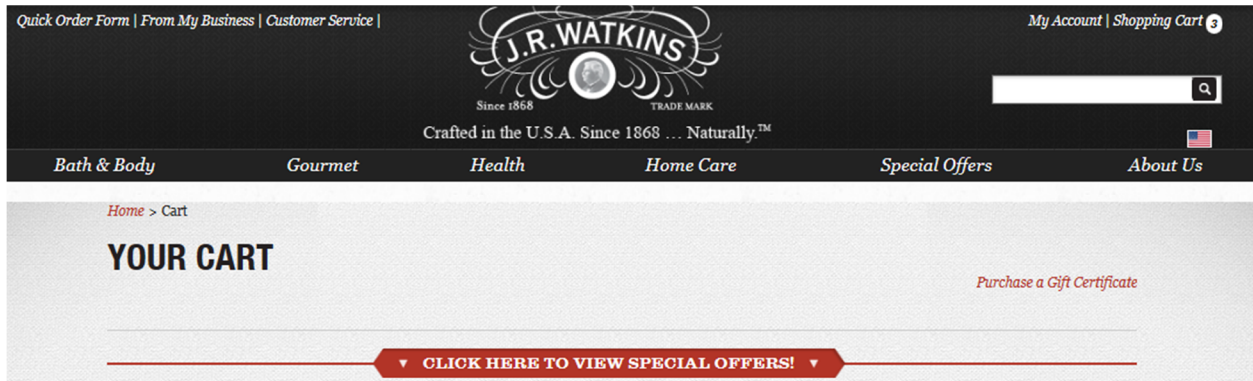 Quick Order Form | From My Business | Customer Service |
My Account | Shopping Cart 3
J.R. WATKINS
Since 1868 TRADE MARK
Crafted in the U.S.A. Since 1868 ... Naturally.™
Bath & Body Gourmet Health Home Care Special Offers About Us
Home > Cart
YOUR CART
Purchase a Gift Certificate
CLICK HERE TO VIEW SPECIAL OFFERS!